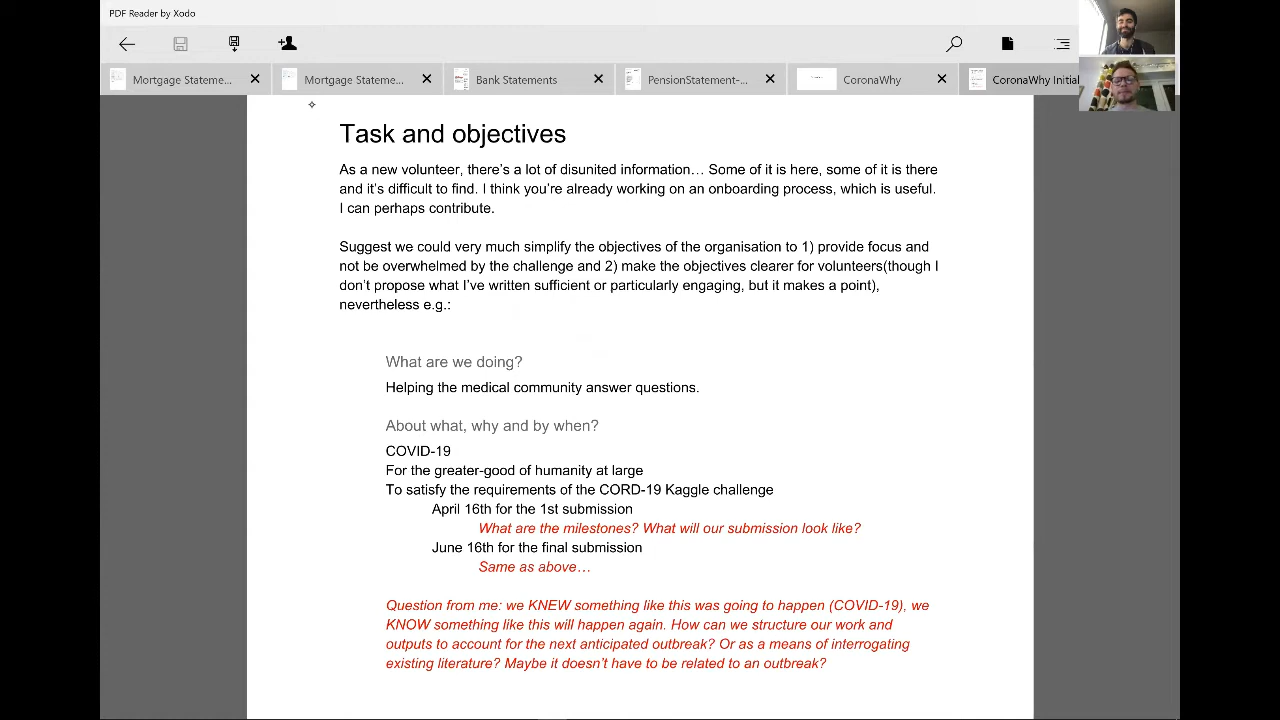 PDF Reader by Xodo
Mortgage Stateme...
Mortgage Stateme...
Bank Statements
PensionStatement-...
CoronaWhy
CoronaWhy Initial
Task and objectives
As a new volunteer, there's a lot of disunited information… Some of it is here, some of it is there
and it's difficult to find. I think you're already working on an onboarding process, which is useful.
I can perhaps contribute.
Suggest we could very much simplify the objectives of the organisation to 1) provide focus and
not be overwhelmed by the challenge and 2) make the objectives clearer for volunteers(though I
don't propose what I've written sufficient or particularly engaging, but it makes a point),
nevertheless e.g.:
What are we doing?
Helping the medical community answer questions.
About what, why and by when?
COVID-19
For the greater-good of humanity at large
To satisfy the requirements of the CORD-19 Kaggle challenge
April 16th for the 1st submission
What are the milestones? What will our submission look like?
June 16th for the final submission
Same as above…
Question from me: we KNEW something like this was going to happen (COVID-19), we
KNOW something like this will happen again. How can we structure our work and
outputs to account for the next anticipated outbreak? Or as a means of interrogating
existing literature? Maybe it doesn't have to be related to an outbreak?